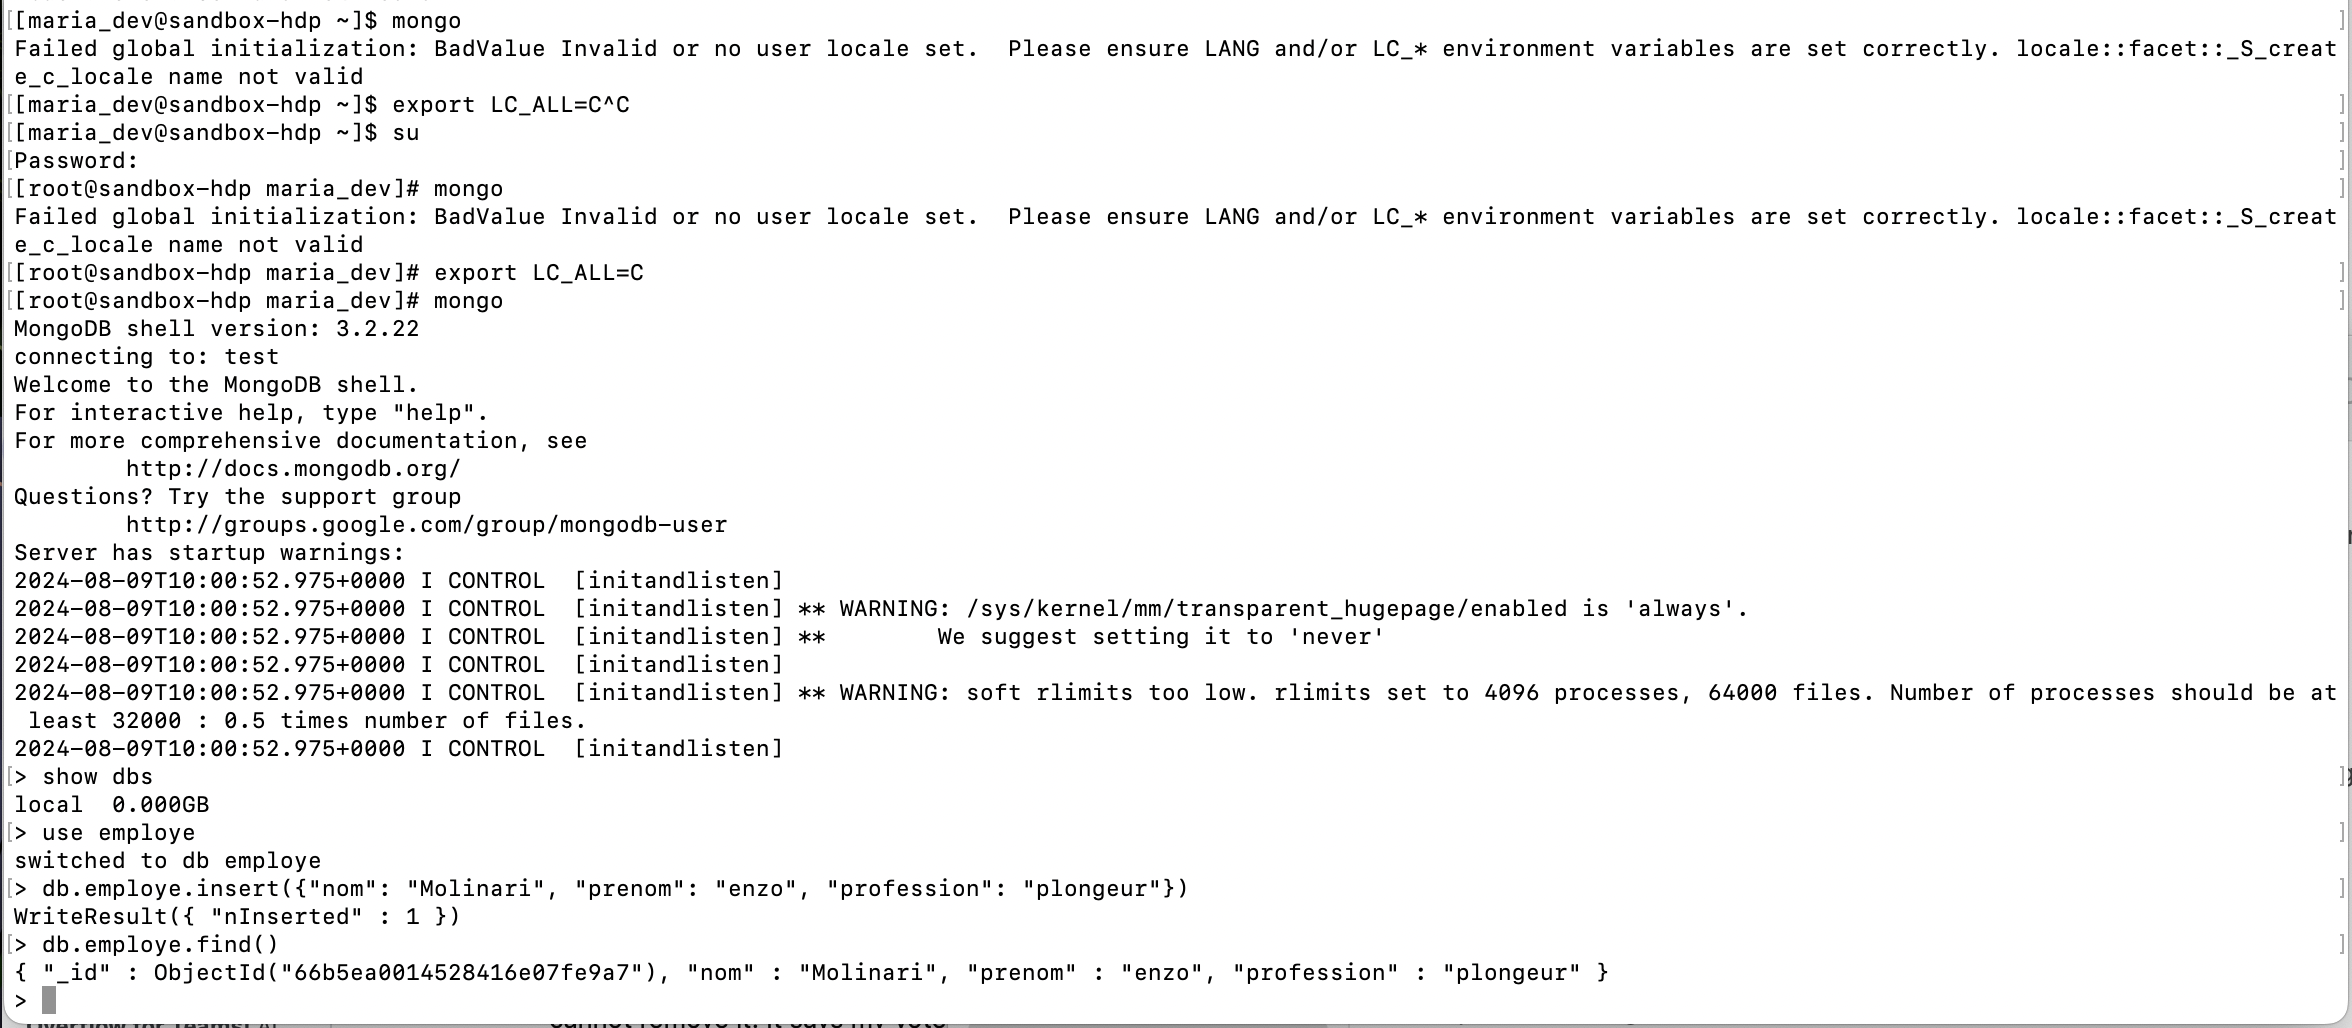 [[maria_dev@sandbox-hdp ~]$ mongo ]
Failed global initialization: BadValue Invalid or no user locale set.  Please ensure LANG and/or LC_* environment variables are set correctly. locale::facet::_S_creat
e_c_locale name not valid
[[maria_dev@sandbox-hdp ~]$ export LC_ALL=C^C ]
[[maria_dev@sandbox-hdp ~]$ su ]
[Password: ]
[[root@sandbox-hdp maria_dev]# mongo ]
Failed global initialization: BadValue Invalid or no user locale set.  Please ensure LANG and/or LC_* environment variables are set correctly. locale::facet::_S_creat
e_c_locale name not valid
[[root@sandbox-hdp maria_dev]# export LC_ALL=C ]
[[root@sandbox-hdp maria_dev]# mongo ]
MongoDB shell version: 3.2.22
connecting to: test
Welcome to the MongoDB shell.
For interactive help, type "help".
For more comprehensive documentation, see
        http://docs.mongodb.org/
Questions? Try the support group
        http://groups.google.com/group/mongodb-user
Server has startup warnings:
2024-08-09T10:00:52.975+0000 I CONTROL  [initandlisten]
2024-08-09T10:00:52.975+0000 I CONTROL  [initandlisten] ** WARNING: /sys/kernel/mm/transparent_hugepage/enabled is 'always'.
2024-08-09T10:00:52.975+0000 I CONTROL  [initandlisten] **        We suggest setting it to 'never'
2024-08-09T10:00:52.975+0000 I CONTROL  [initandlisten]
2024-08-09T10:00:52.975+0000 I CONTROL  [initandlisten] ** WARNING: soft rlimits too low. rlimits set to 4096 processes, 64000 files. Number of processes should be at
 least 32000 : 0.5 times number of files.
2024-08-09T10:00:52.975+0000 I CONTROL  [initandlisten]
[> show dbs ]
local  0.000GB
[> use employe ]
switched to db employe
[> db.employe.insert({"nom": "Molinari", "prenom": "enzo", "profession": "plongeur"}) ]
WriteResult({ "nInserted" : 1 })
[> db.employe.find() ]
{ "_id" : ObjectId("66b5ea0014528416e07fe9a7"), "nom" : "Molinari", "prenom" : "enzo", "profession" : "plongeur" }
>